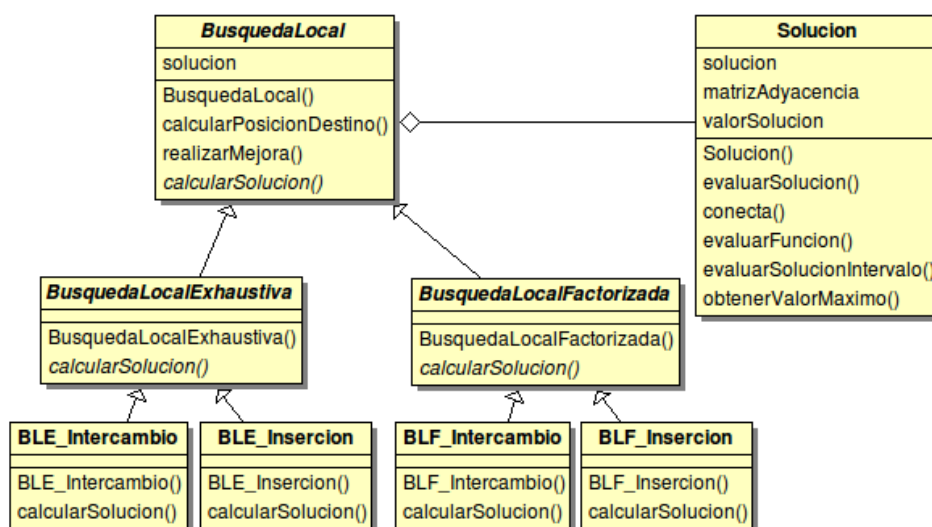 BusquedaLocal
solucion
BusquedaLocal()
calcularPosicionDestino()
realizarMejora()
calcularSolucion()
Solucion
solucion
matrizAdyacencia
valorSolucion
Solucion()
evaluarSolucion()
conecta()
evaluarFuncion()
evaluarSolucionIntervalo()
obtenerValorMaximo()
BusquedaLocalExhaustiva
BusquedaLocalExhaustiva()
calcularSolucion()
BusquedaLocalFactorizada
BusquedaLocalFactorizada()
calcularSolucion()
BLE_Intercambio
BLE_Intercambio()
calcularSolucion()
BLE_Insercion
BLE_Insercion()
calcularSolucion()
BLF_Intercambio
BLF_Intercambio()
calcularSolucion()
BLF_Insercion
BLF_Insercion()
calcularSolucion()